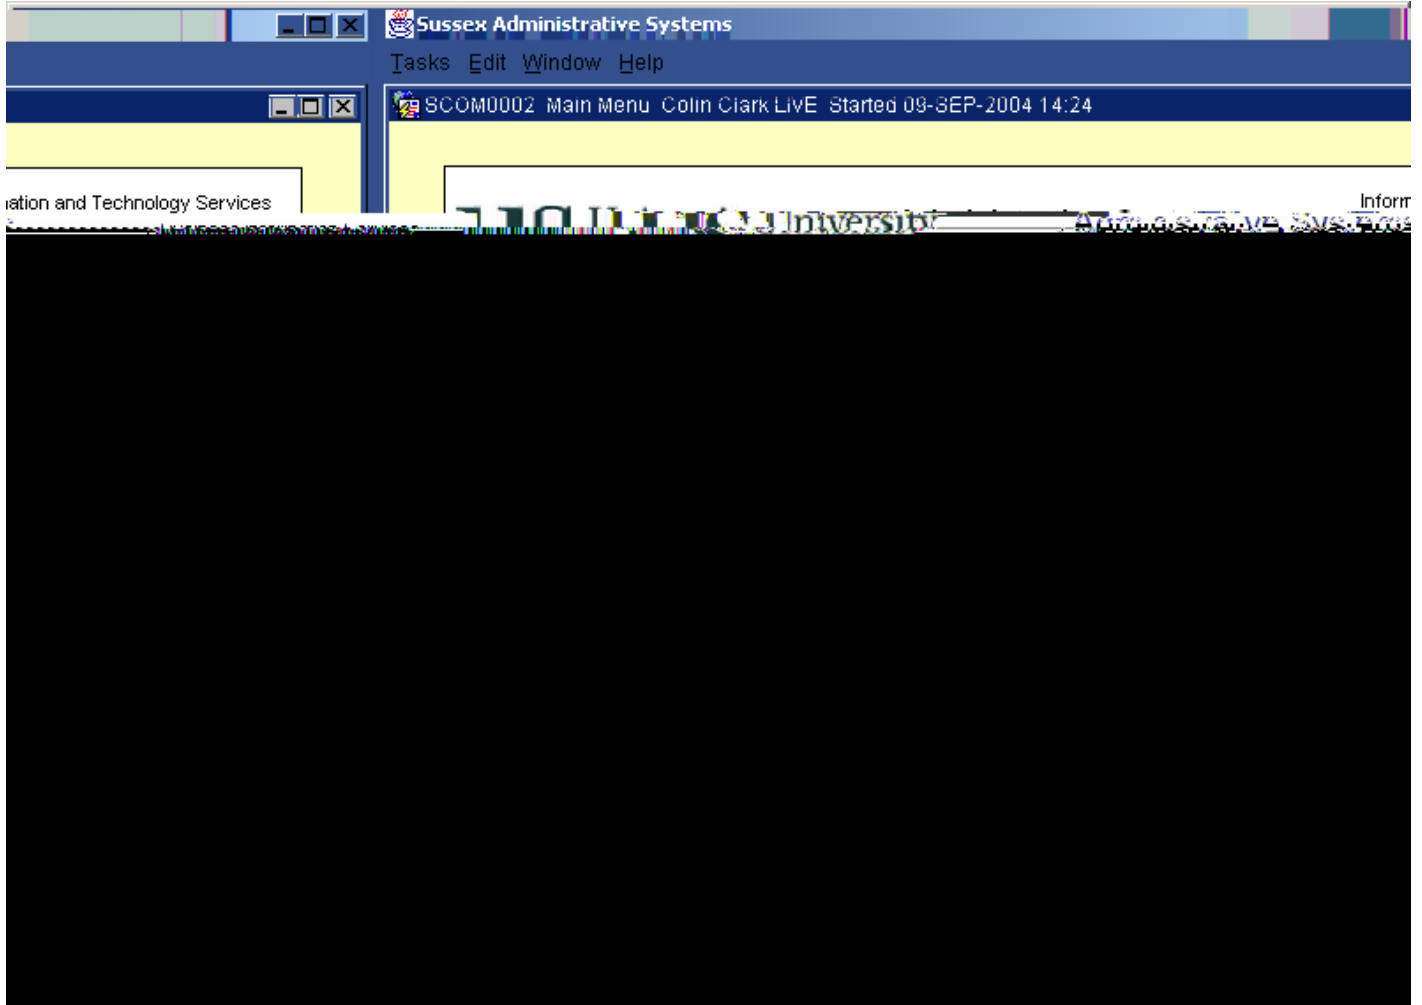 Sussex Administrative Systems
Tasks Edit Window Help
SCOM0002 Main Menu Colin Clark LIVE Started 09-SEP-2004 14:24
ation and Technology Services
Inform
University